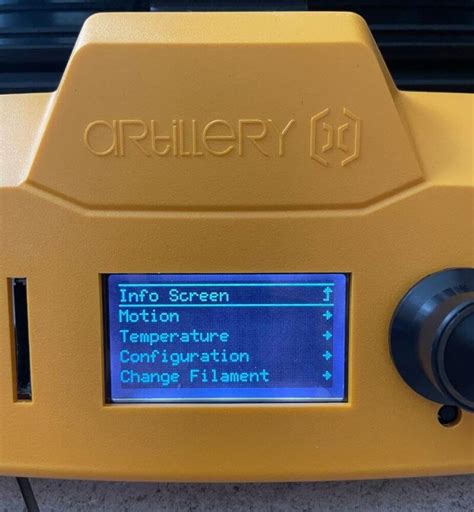 ARtillERY
Info Screen
Motion
Temperature
Configuration
Change Filament